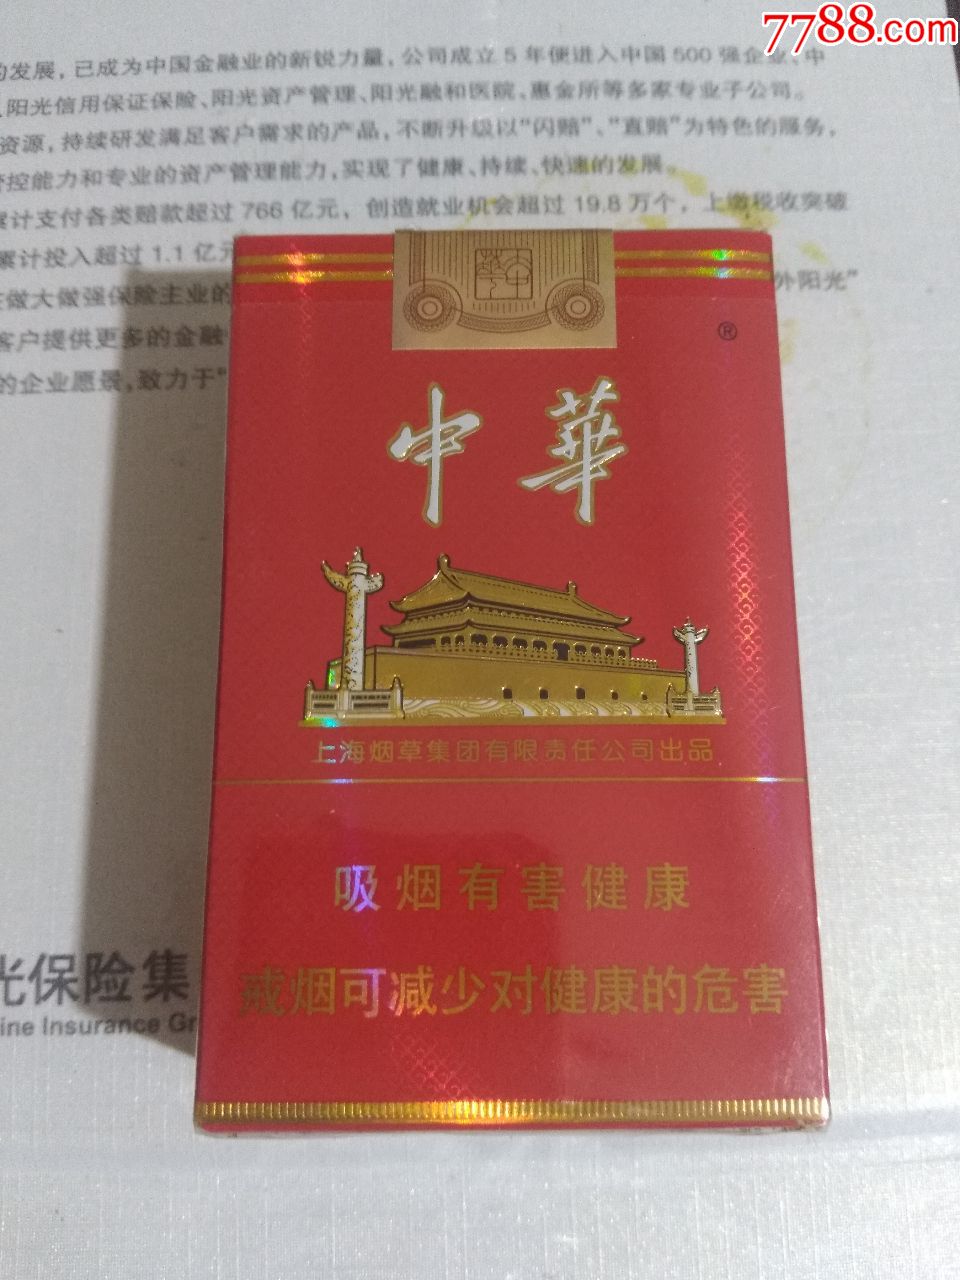 7788.com
的发展，已成为中国金融业的新锐力量，公司成立5年便进入中国500强企业、中
阳光信用保证保险、阳光资产管理、阳光融和医院、惠金所等多家专业子公司。
资源，持续研发满足客户需求的产品，不断升级以“闪赔”、“直赔”为特色的服务，
管控能力和专业的资产管理能力，实现了健康、持续、快速的发展。
累计支付各类赔款超过766亿元，创造就业机会超过19.8万个，上缴税收突破
累计投入超过1.1亿元
做大做强保险主业的
外阳光”
客户提供更多的金融
的企业愿景，致力于“
®
中華
上海烟草集团有限责任公司出品
吸烟有害健康
戒烟可减少对健康的危害
光保险集
ine Insurance Gr